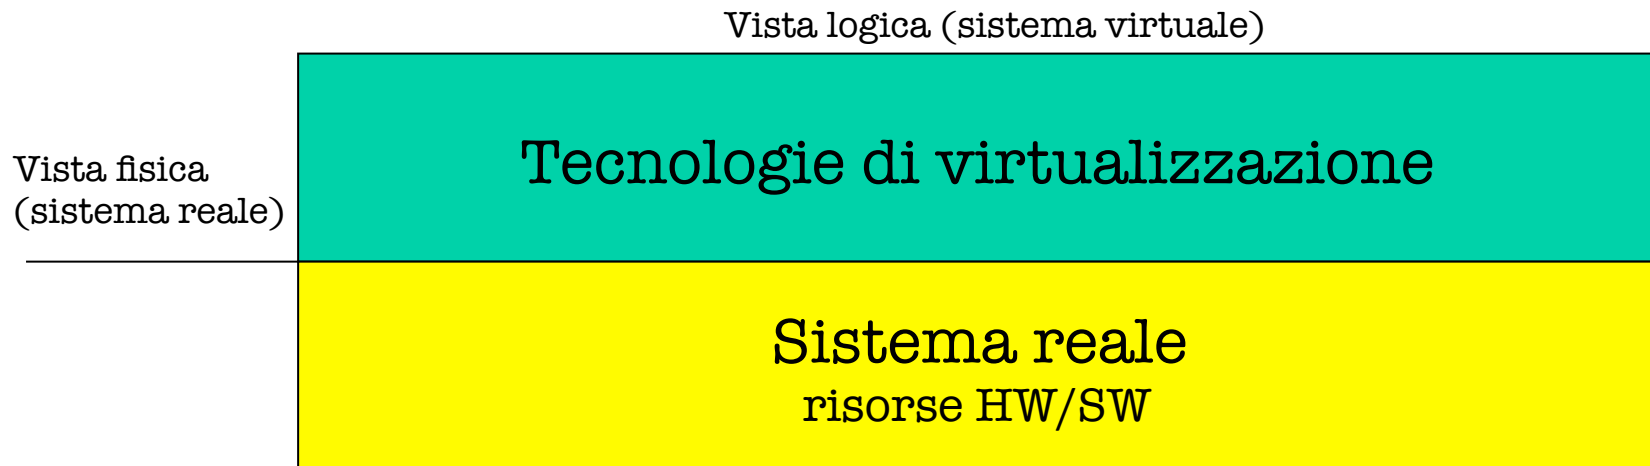 Vista logica (sistema virtuale)
Tecnologie di virtualizzazione
Vista fisica
(sistema reale)
Sistema reale
risorse HW/SW